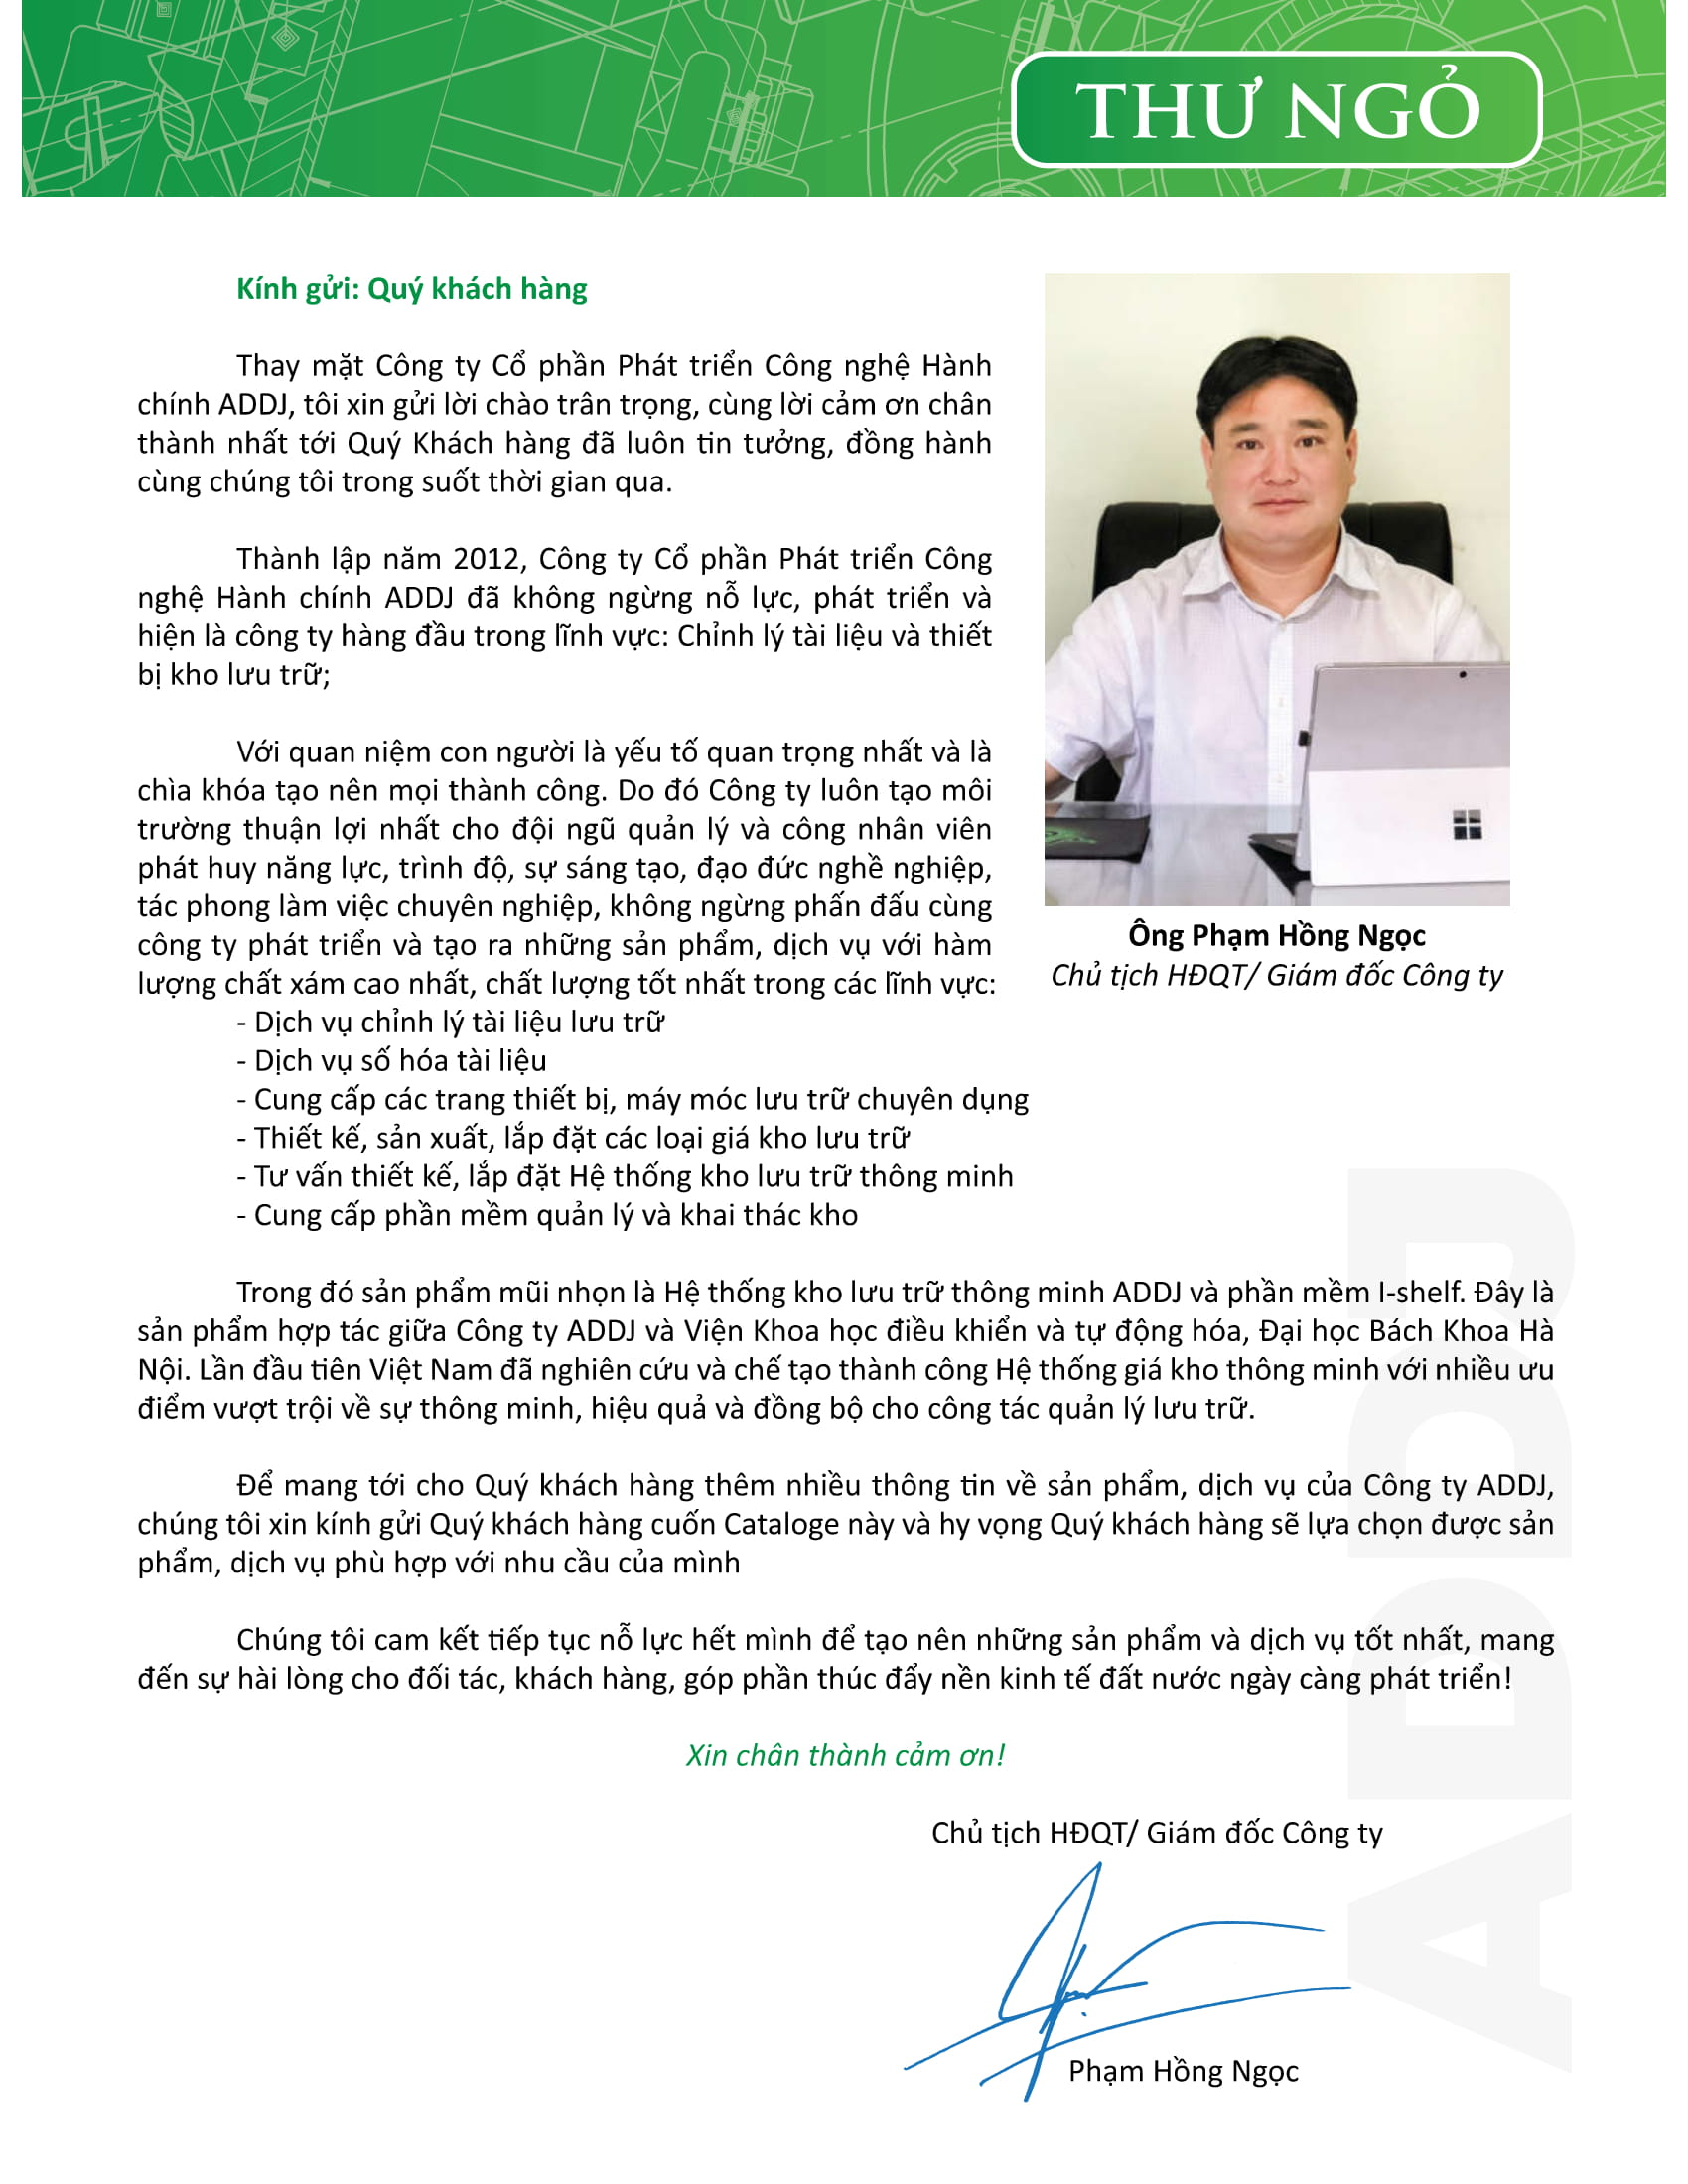 THƯ NGỎ
Kính gửi: Quý khách hàng
Thay mặt Công ty Cổ phần Phát triển Công nghệ Hành
chính ADDJ, tôi xin gửi lời chào trân trọng, cùng lời cảm ơn chân
thành nhất tới Quý Khách hàng đã luôn tin tưởng, đồng hành
cùng chúng tôi trong suốt thời gian qua.
Thành lập năm 2012, Công ty Cổ phần Phát triển Công
nghệ Hành chính ADDJ đã không ngừng nỗ lực, phát triển và
hiện là công ty hàng đầu trong lĩnh vực: Chỉnh lý tài liệu và thiết
bị kho lưu trữ;
Với quan niệm con người là yếu tố quan trọng nhất và là
chìa khóa tạo nên mọi thành công. Do đó Công ty luôn tạo môi
trường thuận lợi nhất cho đội ngũ quản lý và công nhân viên
phát huy năng lực, trình độ, sự sáng tạo, đạo đức nghề nghiệp,
tác phong làm việc chuyên nghiệp, không ngừng phấn đấu cùng
công ty phát triển và tạo ra những sản phẩm, dịch vụ với hàm
lượng chất xám cao nhất, chất lượng tốt nhất trong các lĩnh vực:
- Dịch vụ chỉnh lý tài liệu lưu trữ
- Dịch vụ số hóa tài liệu
- Cung cấp các trang thiết bị, máy móc lưu trữ chuyên dụng
- Thiết kế, sản xuất, lắp đặt các loại giá kho lưu trữ
- Tư vấn thiết kế, lắp đặt Hệ thống kho lưu trữ thông minh
- Cung cấp phần mềm quản lý và khai thác kho
Ông Phạm Hồng Ngọc
Chủ tịch HĐQT/ Giám đốc Công ty
Trong đó sản phẩm mũi nhọn là Hệ thống kho lưu trữ thông minh ADDJ và phần mềm I-shelf. Đây là
sản phẩm hợp tác giữa Công ty ADDJ và Viện Khoa học điều khiển và tự động hóa, Đại học Bách Khoa Hà
Nội. Lần đầu tiên Việt Nam đã nghiên cứu và chế tạo thành công Hệ thống giá kho thông minh với nhiều ưu
điểm vượt trội về sự thông minh, hiệu quả và đồng bộ cho công tác quản lý lưu trữ.
Để mang tới cho Quý khách hàng thêm nhiều thông tin về sản phẩm, dịch vụ của Công ty ADDJ,
chúng tôi xin kính gửi Quý khách hàng cuốn Cataloge này và hy vọng Quý khách hàng sẽ lựa chọn được sản
phẩm, dịch vụ phù hợp với nhu cầu của mình
Chúng tôi cam kết tiếp tục nỗ lực hết mình để tạo nên những sản phẩm và dịch vụ tốt nhất, mang
đến sự hài lòng cho đối tác, khách hàng, góp phần thúc đẩy nền kinh tế đất nước ngày càng phát triển!
Xin chân thành cảm ơn!
Chủ tịch HĐQT/ Giám đốc Công ty
Phạm Hồng Ngọc
ADDJ